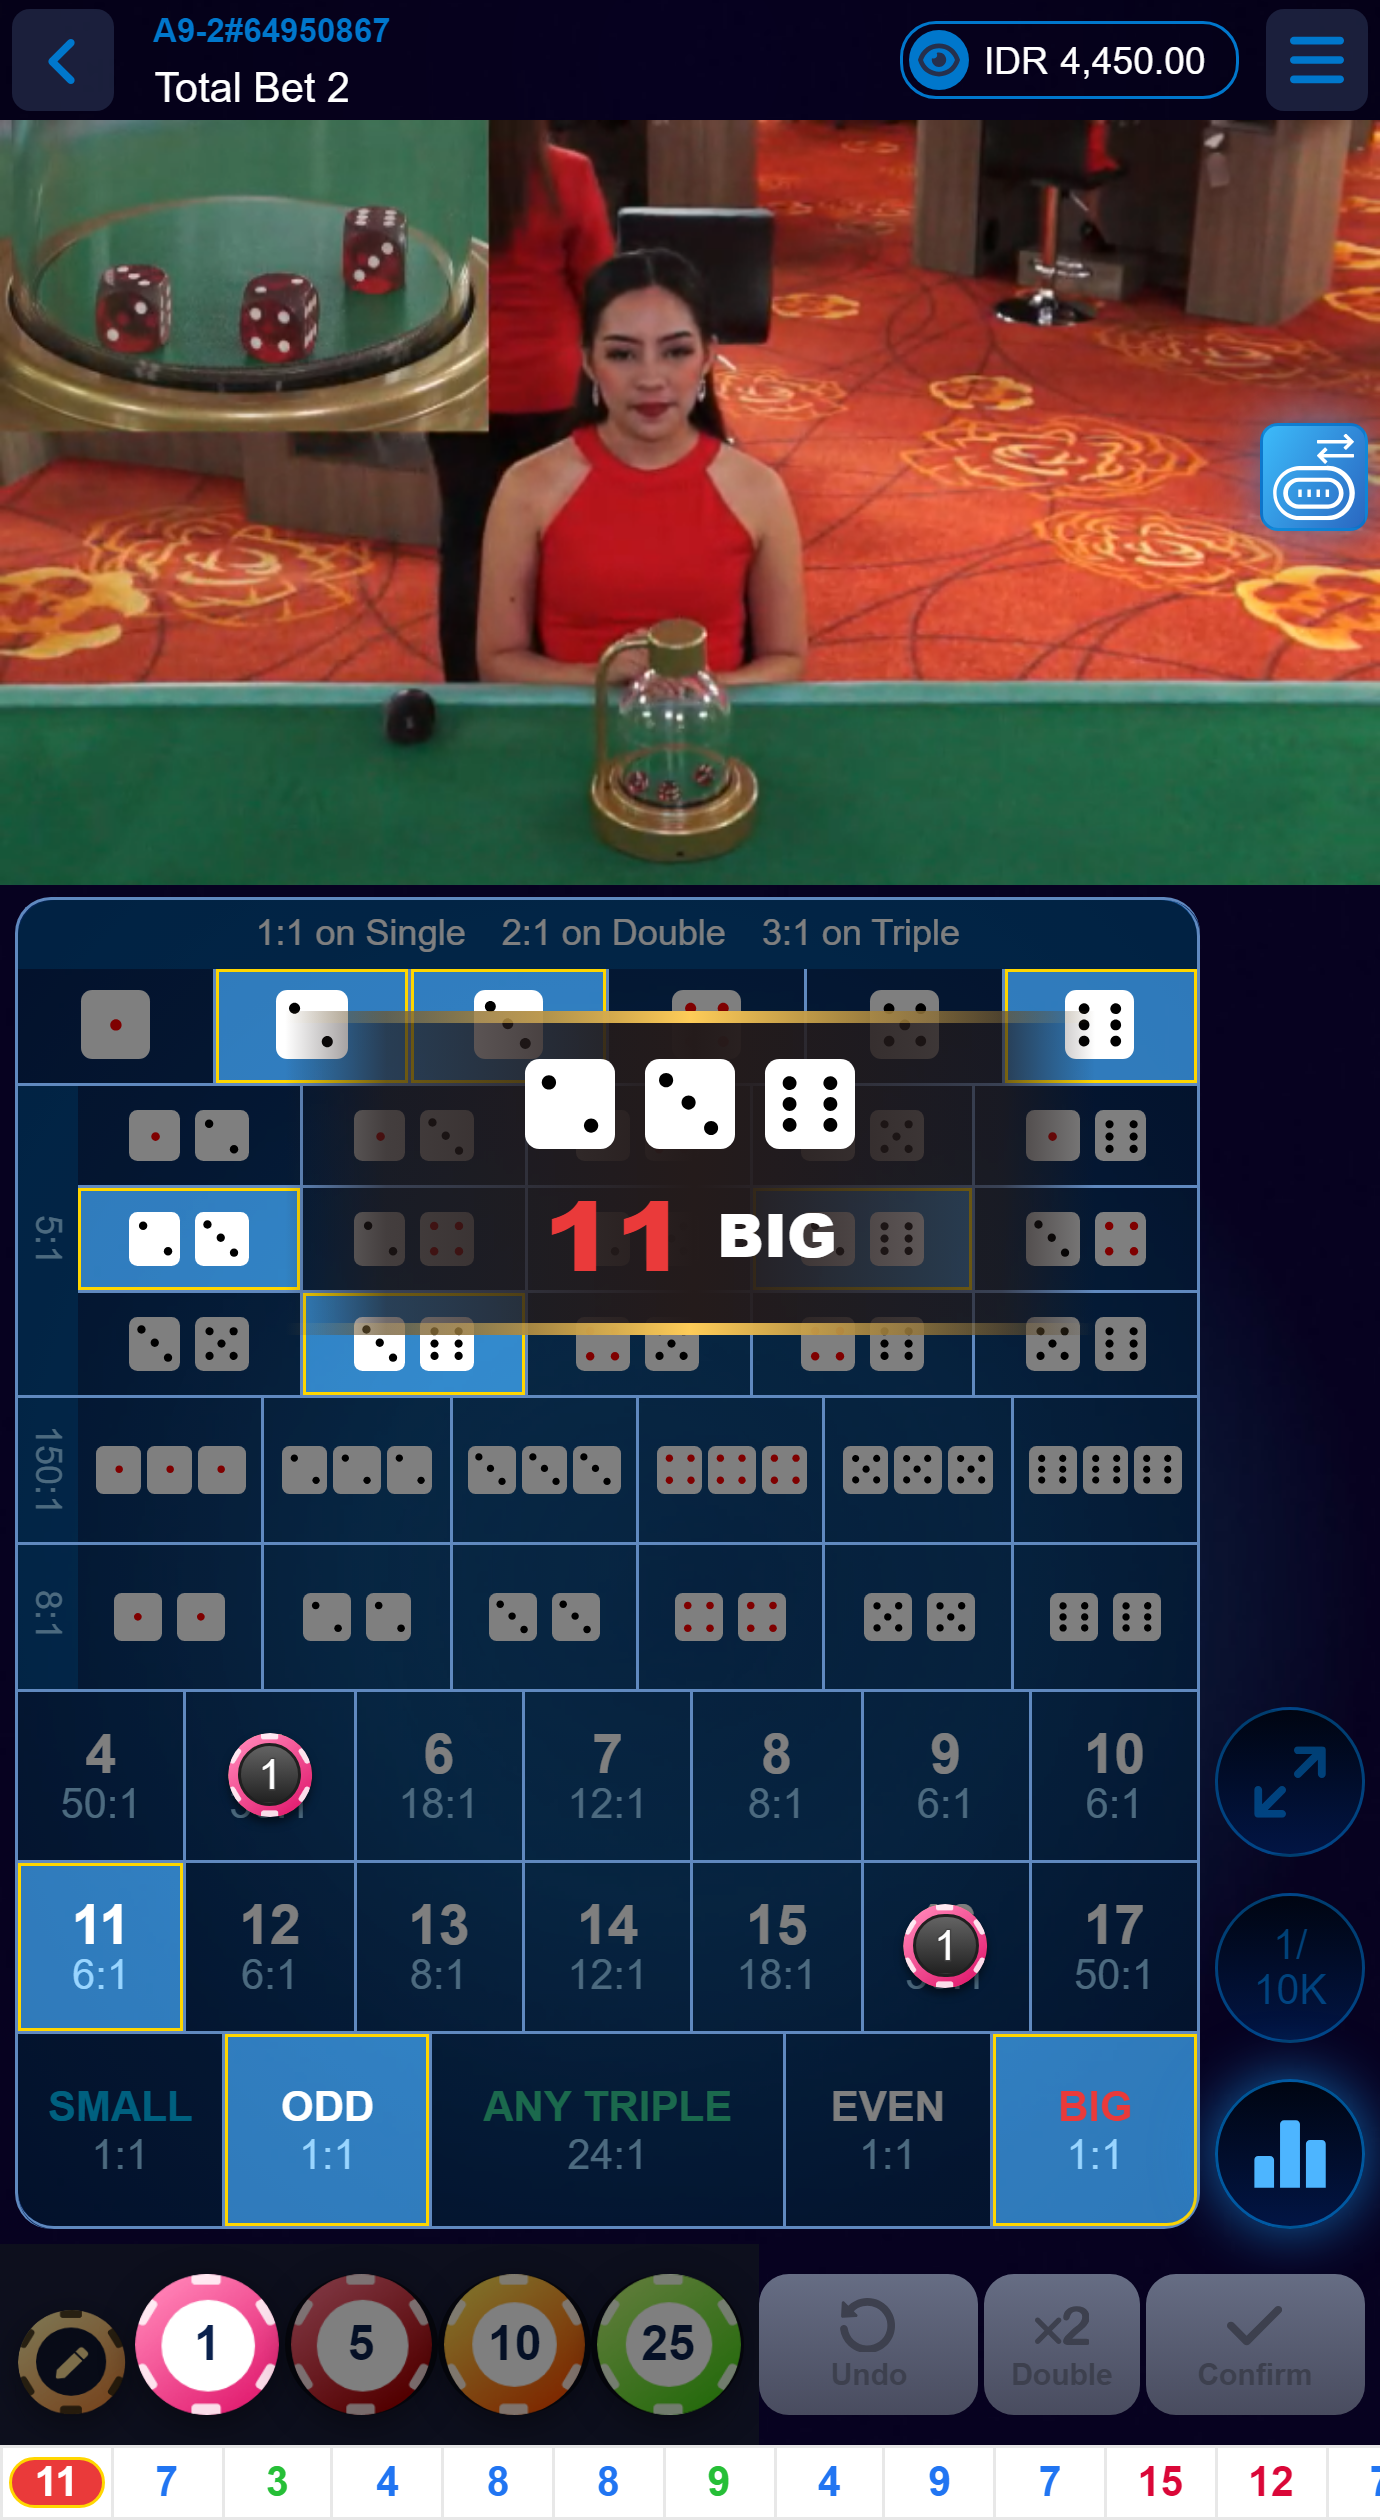 A9-2#64950867
Total Bet 2
IDR 4,450.00
1:1 on Single 2:1 on Double 3:1 on Triple
5:1
11 BIG
150:1
8:1
4 1 6 7 8 9 10
50:1 18:1 12:1 8:1 6:1 6:1
11 12 13 14 15 1 17
6:1 6:1 8:1 12:1 18:1 50:1
1/
10K
SMALL ODD ANY TRIPLE EVEN BIG
1:1 1:1 24:1 1:1 1:1
1 5 10 25
x2
Undo Double Confirm
11 7 3 4 8 8 9 4 9 7 15 12